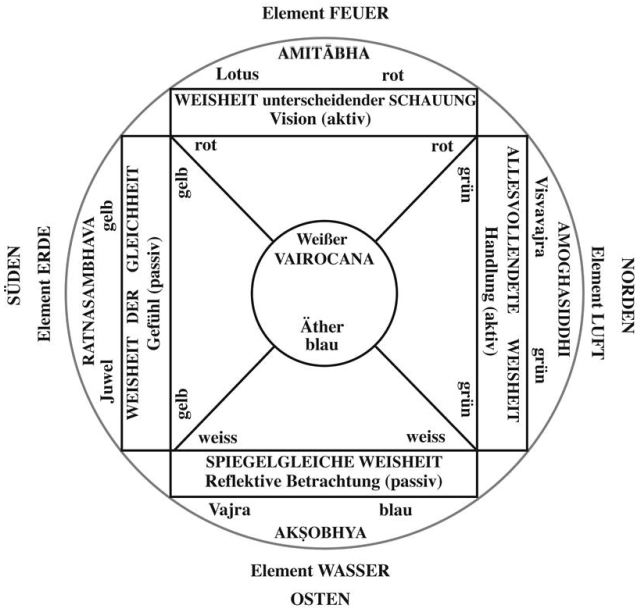 Element FEUER
AMITĀBHA
Lotus rot
WEISHEIT unterscheidender SCHAUUNG
Vision (aktiv)
rot rot
gelb
grün
SÜDEN
Element ERDE
RATNASAMBHAVA
gelb
Juwel
WEISHEIT DER GLEICHHEIT
Gefühl (passiv)
Weißer
VAIROCANA
Äther
blau
ALLESVOLLENDETE WEISHEIT
Handlung (aktiv)
Visvavajra
grün
AMOGHASIDDHI
Element LUFT
NORDEN
gelb
grün
weiss weiss
SPIEGELGLEICHE WEISHEIT
Reflektive Betrachtung (passiv)
Vajra blau
AKṢOBHYA
Element WASSER
OSTEN